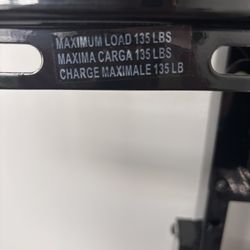 MAXIMUM LOAD 135 LBS
MAXIMA CARGA 135 LBS
CHARGE MAXIMALE 135 LB